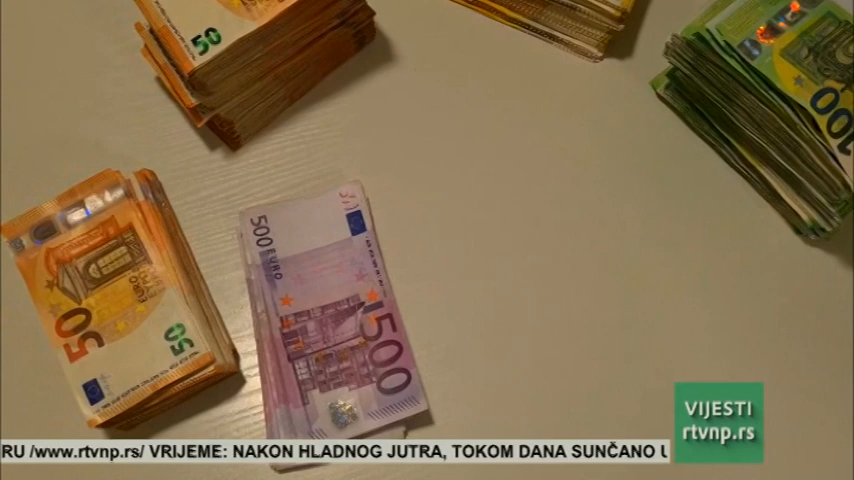 50
100
500
EURO
50
EURO
50
500
VIJESTI
rtvnp.rs
RU /www.rtvnp.rs/ VRIJEME: NAKON HLADNOG JUTRA, TOKOM DANA SUNČANO